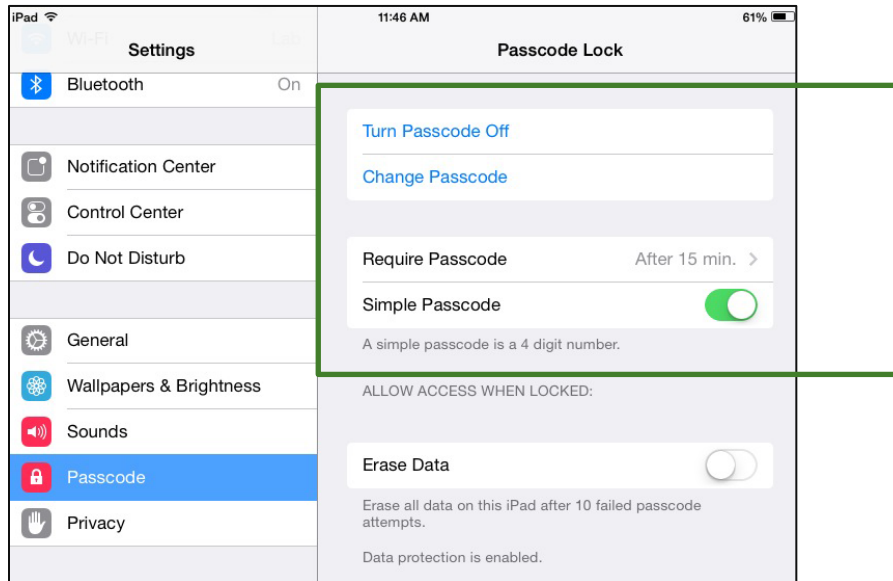 iPad 11:46 AM 61%
Wi-Fi
Settings
Bluetooth On
Notification Center
Control Center
Do Not Disturb
General
Wallpapers & Brightness
Sounds
Passcode
Privacy
Passcode Lock
Turn Passcode Off
Change Passcode
Require Passcode After 15 min. >
Simple Passcode
A simple passcode is a 4 digit number.
ALLOW ACCESS WHEN LOCKED:
Erase Data
Erase all data on this iPad after 10 failed passcode
attempts.
Data protection is enabled.